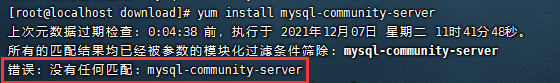 [root@localhost download]# yum install mysql-community-server
上次元数据过期检查：0:04:38 前，执行于 2021年12月07日 星期二 11时41分48秒。
所有的匹配结果均已经被参数的模块化过滤条件筛除: mysql-community-server
错误：没有任何匹配: mysql-community-server